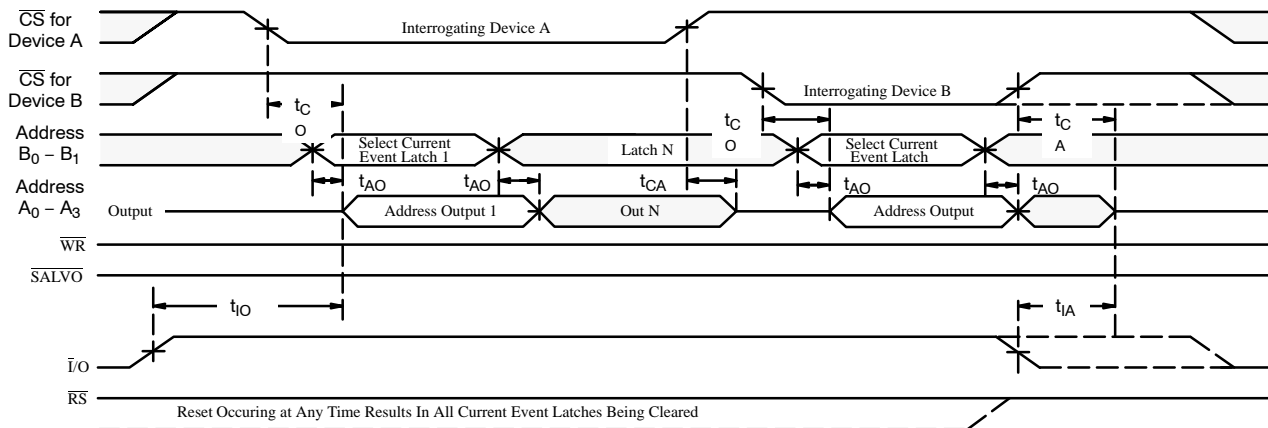 CS for
Device A
Interrogating Device A
CS for
Device B
Interrogating Device B
tC
O
tC
O
tC
A
Address
B0 – B1
Select Current
Event Latch 1
Latch N
Select Current
Event Latch
tAO
tAO
tCA
tAO
tAO
Address
A0 – A3
Output
Address Output 1
Out N
Address Output
WR
SALVO
tIO
tIA
I/O
RS
Reset Occuring at Any Time Results In All Current Event Latches Being Cleared